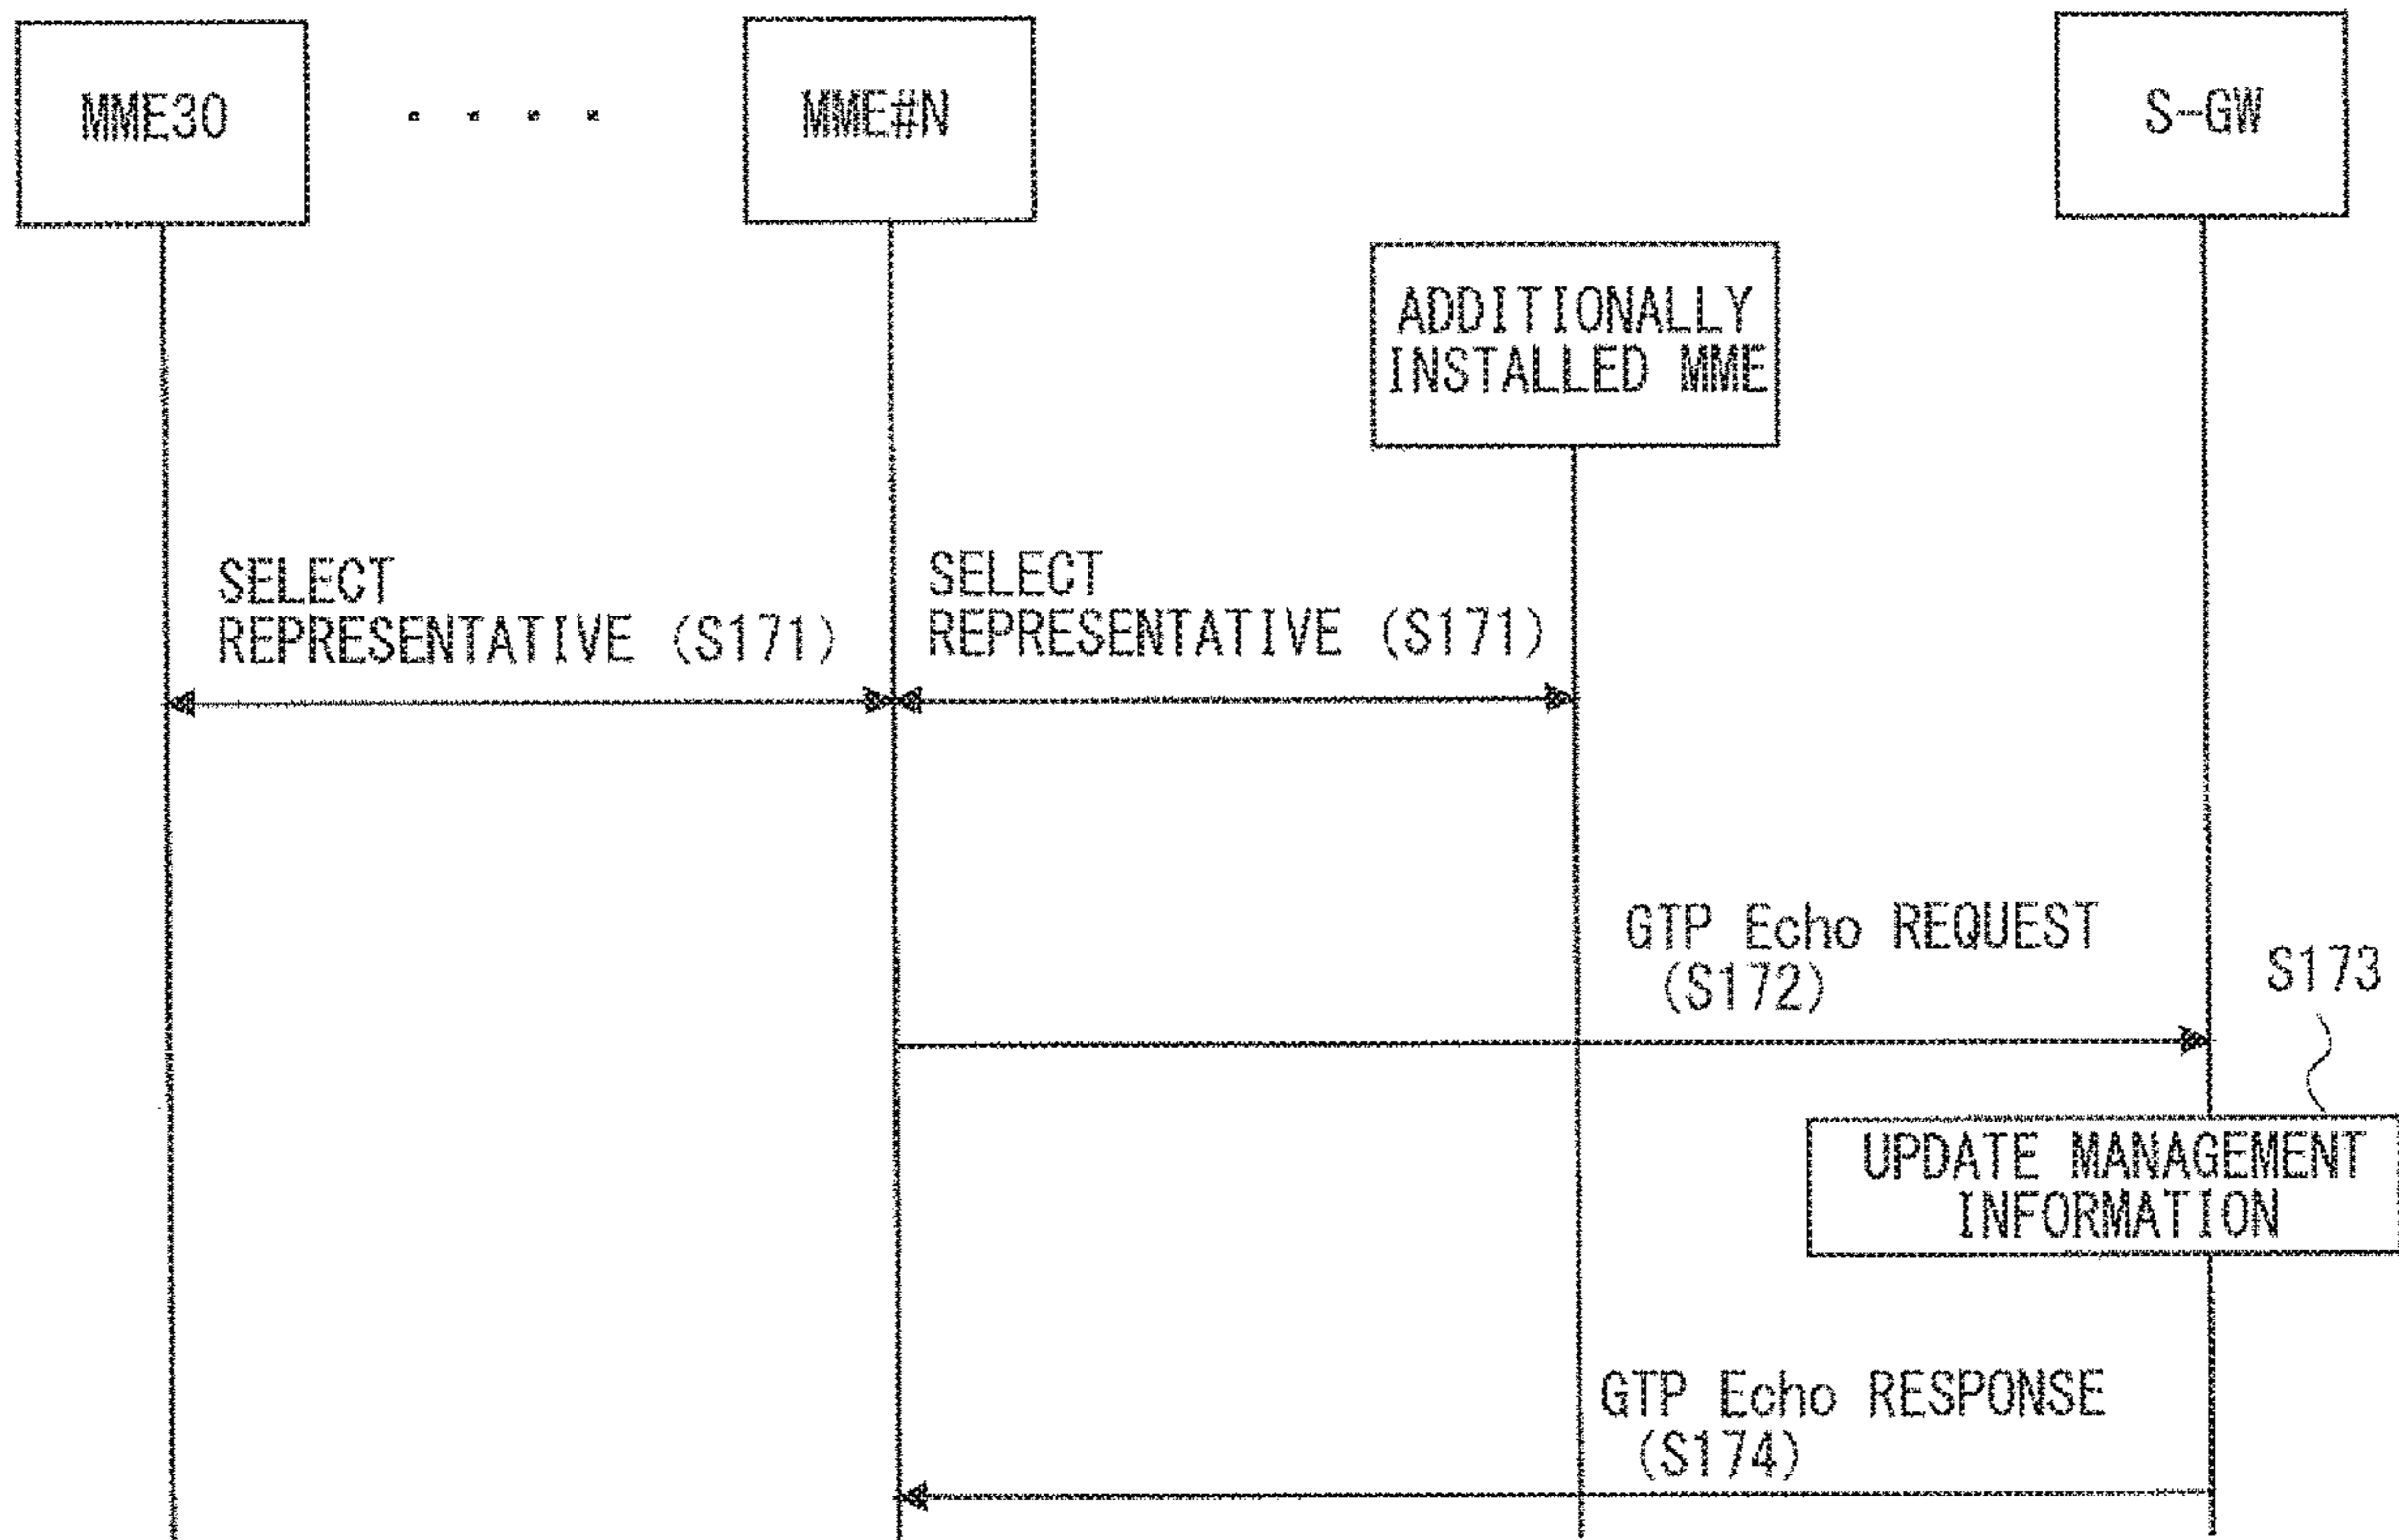 MME30
MME#N
S-GW
ADDITIONALLY
INSTALLED MME
SELECT
REPRESENTATIVE (S171)
SELECT
REPRESENTATIVE (S171)
GTP Echo REQUEST
(S172)
S173
UPDATE MANAGEMENT
INFORMATION
GTP Echo RESPONSE
(S174)